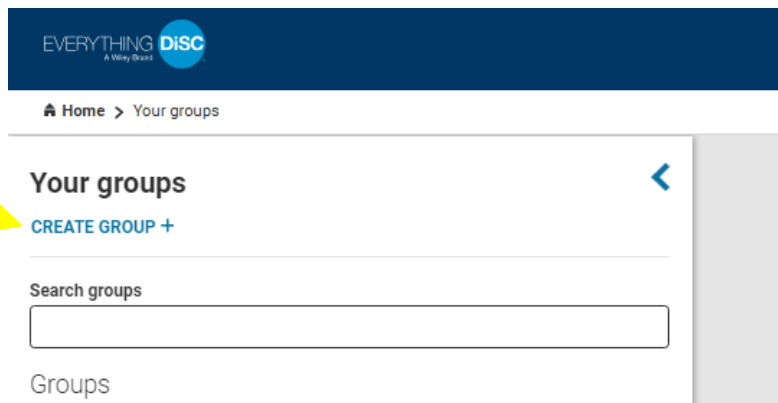 EVERYTHING DiSC
A Wiley Brand
Home > Your groups
Your groups
CREATE GROUP +
Search groups
Groups